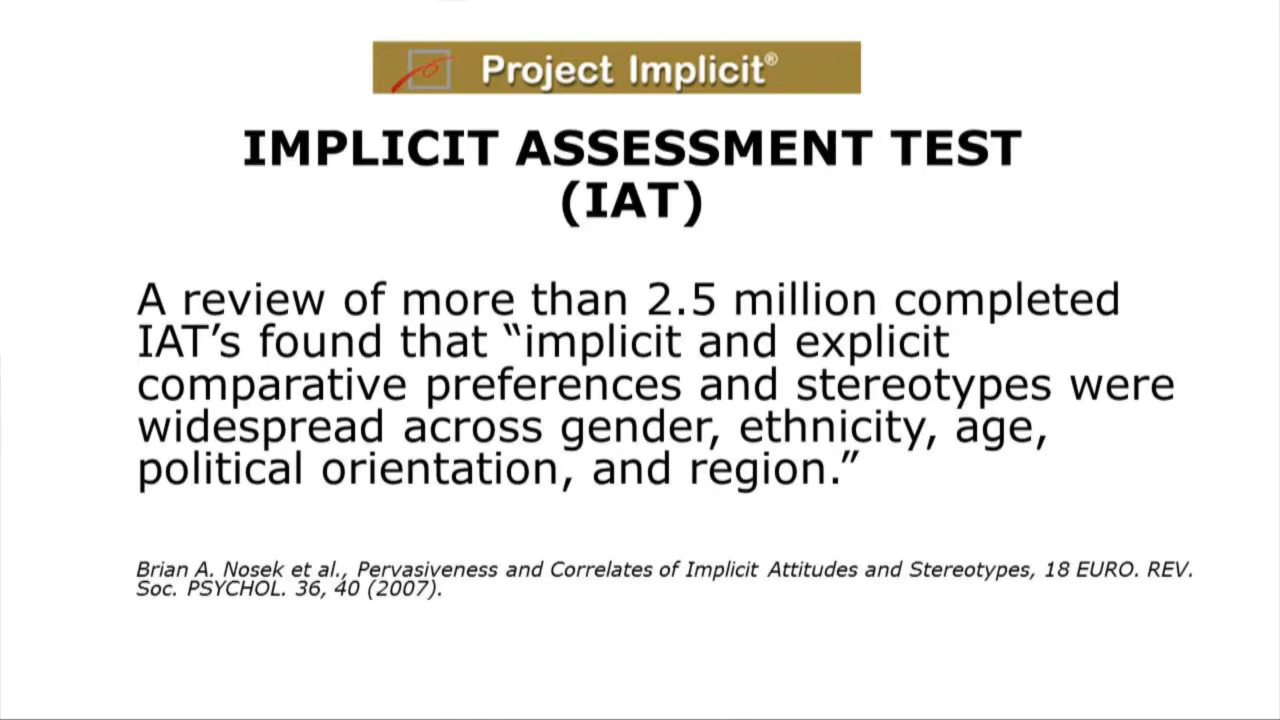 Project Implicit®
IMPLICIT ASSESSMENT TEST
(IAT)
A review of more than 2.5 million completed
IAT’s found that “implicit and explicit
comparative preferences and stereotypes were
widespread across gender, ethnicity, age,
political orientation, and region.”
Brian A. Nosek et al., Pervasiveness and Correlates of Implicit Attitudes and Stereotypes, 18 EURO. REV.
Soc. PSYCHOL. 36, 40 (2007).